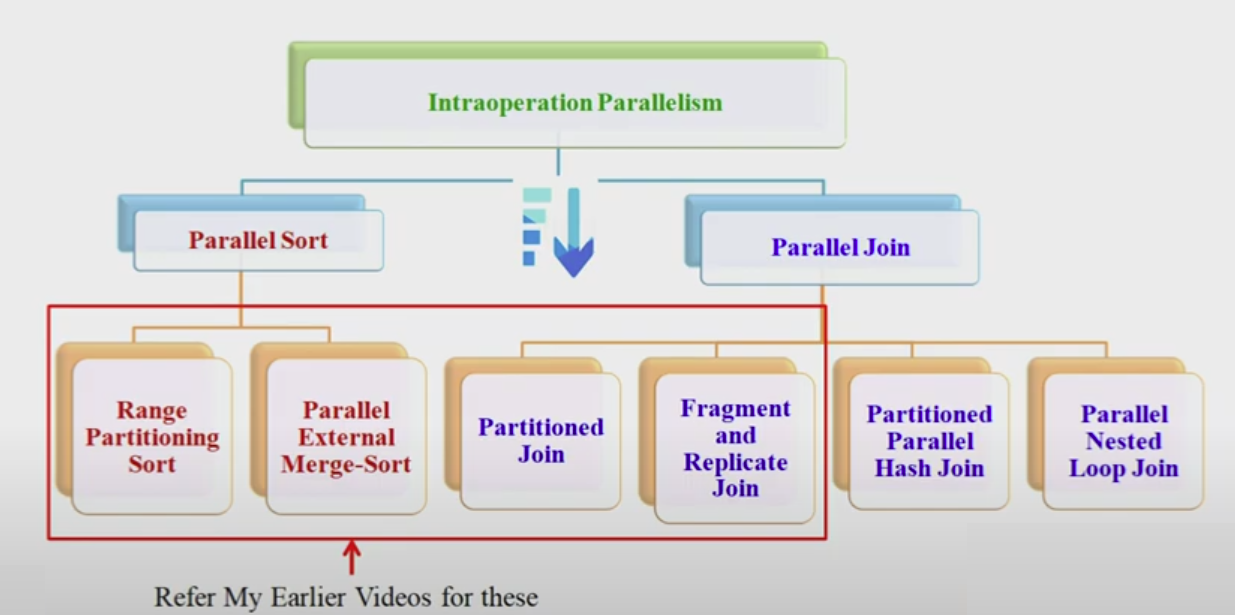 Intraoperation Parallelism
Parallel Sort
Parallel Join
Range
Partitioning
Sort
Parallel
External
Merge-Sort
Partitioned
Join
Fragment
and
Replicate
Join
Partitioned
Parallel
Hash Join
Parallel
Nested
Loop Join
Refer My Earlier Videos for these